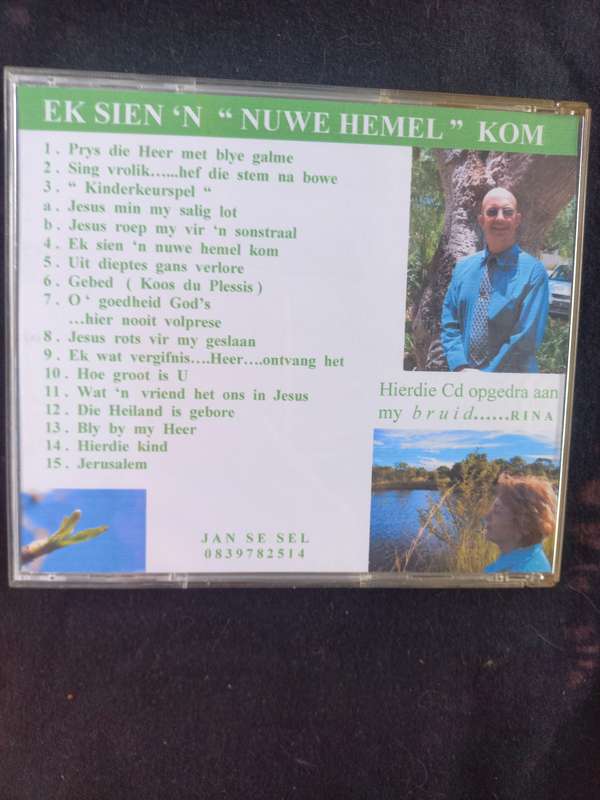 EK SIEN 'N " NUWE HEMEL " KOM
1. Prys die Heer met blye galme
2. Sing vrolik......hef die stem na bowe
3. " Kinderkeurspel "
a. Jesus min my salig lot
b. Jesus roep my vir 'n sonstraal
4. Ek sien 'n nuwe hemel kom
5. Uit dieptes gans verlore
6. Gebed ( Koos du Plessis )
7. O' goedheid God's
...hier nooit volprese
8. Jesus rots vir my geslaan
9. Ek wat vergifnis....Heer....ontvang het
10. Hoe groot is U
11. Wat 'n vriend het ons in Jesus
12. Die Heiland is gebore
13. Bly by my Heer
14. Hierdie kind
15. Jerusalem
Hierdie Cd opgedra aan
my bruid......RINA
JAN SE SEL
0839782514